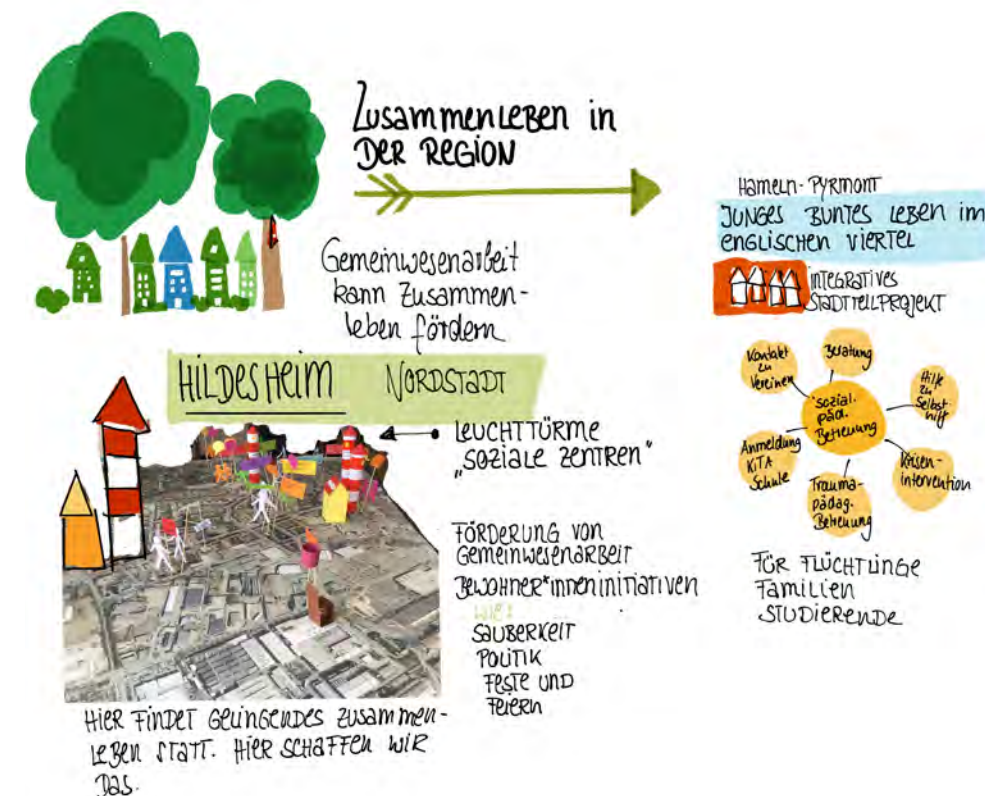 Zusammenleben in
der Region
Gemeinwesenarbeit
kann Zusammen-
leben fördern
Hildesheim Nordstadt
Leuchttürme
„soziale Zentren“
Förderung von
Gemeinwesenarbeit
Bewohner*inneninitiativen
wie:
Sauberkeit
Politik
Feste und
Feiern
Hier findet gelingendes Zusammen-
leben statt. Hier schaffen wir
das.
Hameln-Pyrmont
Junges buntes Leben im
englischen Viertel
integratives
Stadtteilprojekt
Kontakt
zu
Vereinen
Beratung
Hilfe
zu
Selbst-
hilf
sozial.
päd.
Betreuung
Anmeldung
KiTA
Schule
Trauma-
pädag.
Betreuung
Krisen-
intervention
für Flüchtlinge
Familien
Studierende